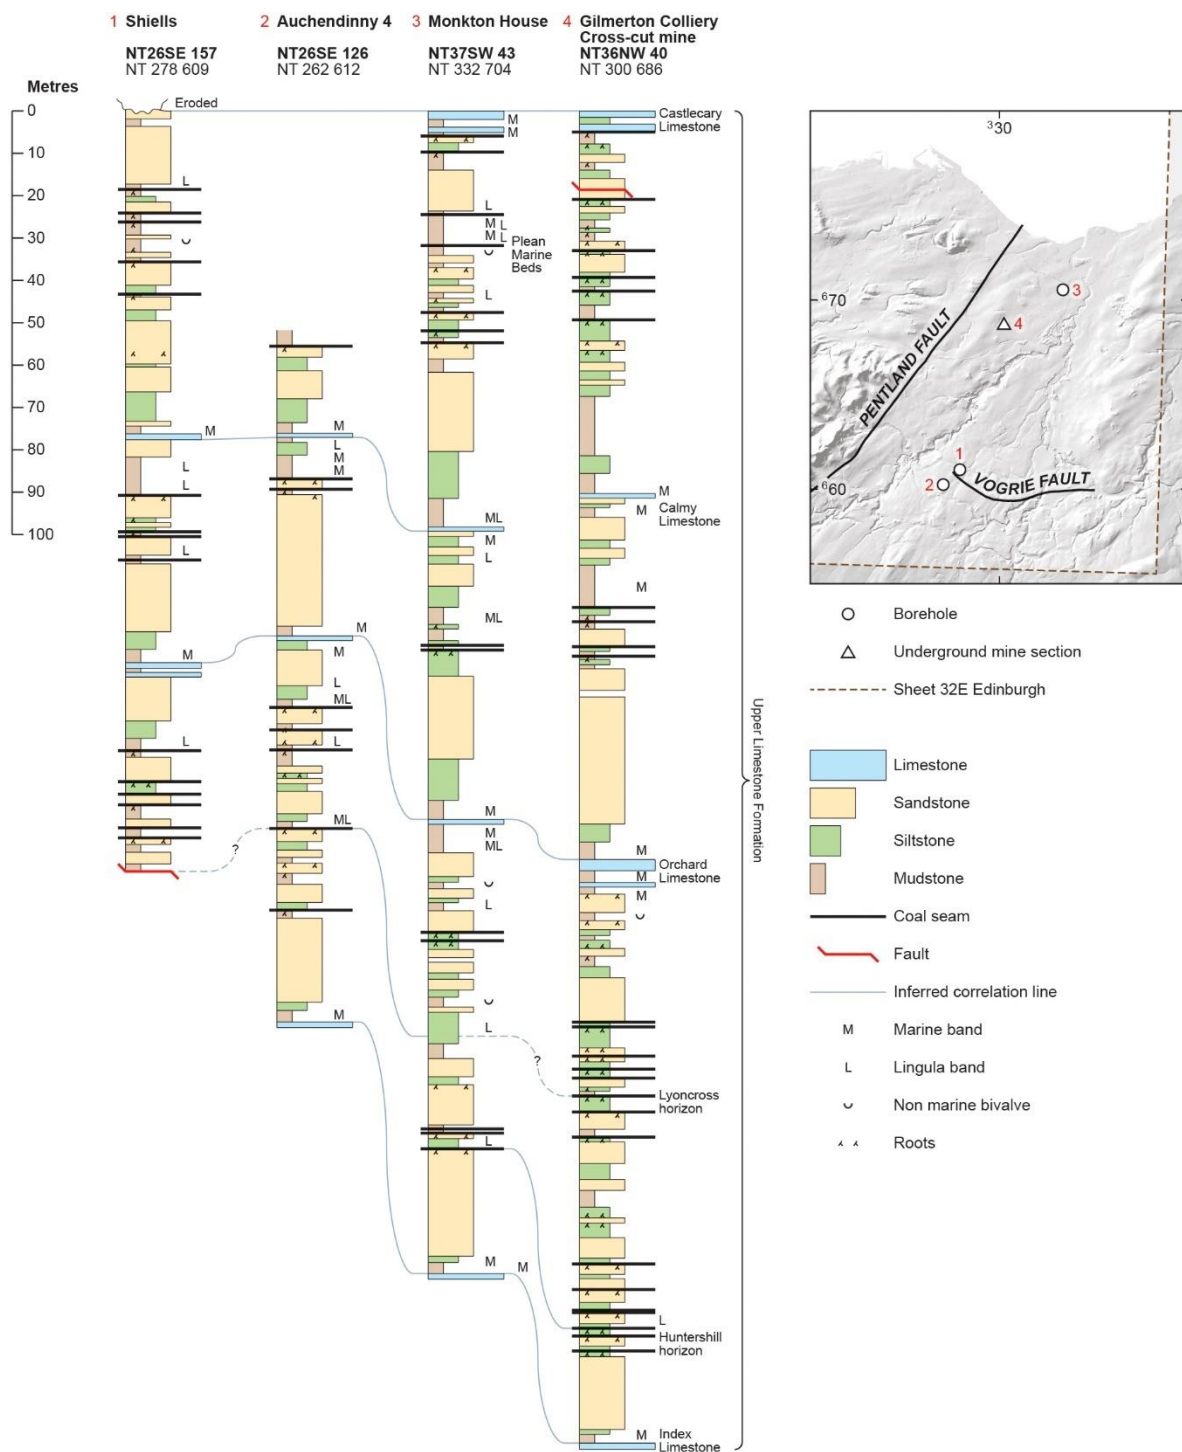 1 Shells
NT26SE 157
NT 278 609
2 Auchendinny 4
NT26SE 126
NT 262 612
3 Monkton House
NT37SW 43
NT 332 704
4 Gilmerton Colliery
Cross-cut mine
NT36NW 40
NT 300 686
Metres
0
10
20
30
40
50
60
70
80
90
100
Eroded
L
M
L
L
L
L
?
M
L
M
M
M
M
L
ML
L
ML
M
M
M
L
M L
M L
Plean
Marine
Beds
L
ML
M
L
ML
M
M
ML
L
L
?
L
M
M
Castlecary
Limestone
M
Calmy
Limestone
M
M
M
Orchard
Limestone
M
M
Lyoncross
horizon
L
Huntershill
horizon
M
Index
Limestone
Upper Limestone Formation
330
670
660
PENTLAND FAULT
VOGRIE FAULT
1
2
3
4
Borehole
Underground mine section
Sheet 32E Edinburgh
Limestone
Sandstone
Siltstone
Mudstone
Coal seam
Fault
Inferred correlation line
M Marine band
L Lingula band
Non marine bivalve
Roots